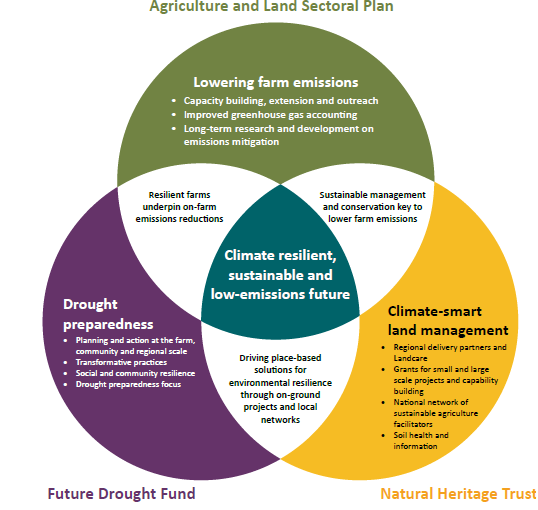 Agriculture and Land Sectoral Plan
Lowering farm emissions
• Capacity building, extension and outreach
• Improved greenhouse gas accounting
• Long-term research and development on
emissions mitigation
Resilient farms
underpin on-farm
emissions reductions
Sustainable management
and conservation key to
lower farm emissions
Climate resilient,
sustainable and
low-emissions future
Drought
preparedness
• Planning and action at the farm,
community and regional scale
• Transformative practices
• Social and community resilience
• Drought preparedness focus
Climate-smart
land management
• Regional delivery partners and
Landcare
• Grants for small and large
scale projects and capability
building
• National network of
sustainable agriculture
facilitators
• Soil health and
information
Driving place-based
solutions for
environmental resilience
through on-ground
projects and local
networks
Future Drought Fund
Natural Heritage Trust